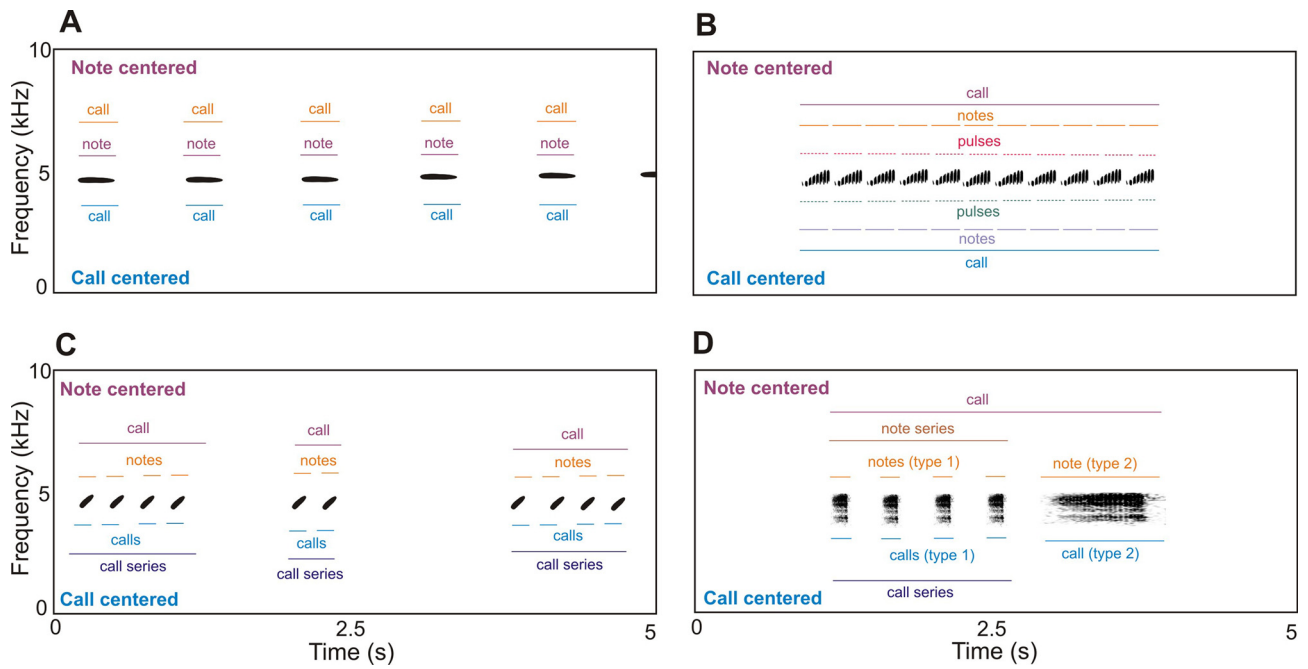 A
10
Frequency (kHz)
5
0
Note centered
call call call call call
note note note note note
call call call call call
Call centered
B
Note centered
call
notes
pulses
pulses
notes
call
Call centered
C
10
Frequency (kHz)
5
0
Note centered
call call call
notes notes notes
calls calls calls
call series call series call series
Call centered
0 2.5 5
Time (s)
D
Note centered
call
note series
notes (type 1) note (type 2)
calls (type 1) call (type 2)
call series
Call centered
0 2.5 5
Time (s)